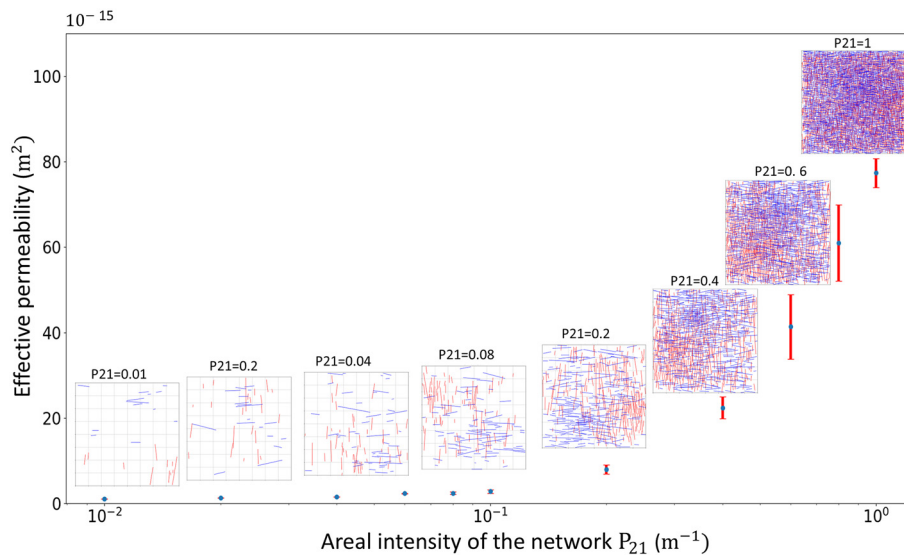 10⁻¹⁵
Effective permeability (m²)
100
80
60
40
20
0
P21=0.01
P21=0.2
P21=0.04
P21=0.08
P21=0.2
P21=0.4
P21=0. 6
P21=1
10⁻²
10⁻¹
10⁰
Areal intensity of the network P₂₁ (m⁻¹)